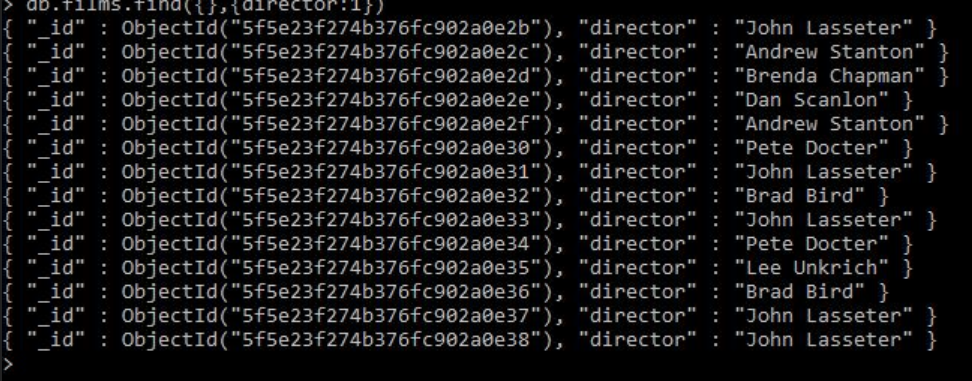 > db.films.find({},{director:1})
{ "_id" : ObjectId("5f5e23f274b376fc902a0e2b"), "director" : "John Lasseter" }
{ "_id" : ObjectId("5f5e23f274b376fc902a0e2c"), "director" : "Andrew Stanton" }
{ "_id" : ObjectId("5f5e23f274b376fc902a0e2d"), "director" : "Brenda Chapman" }
{ "_id" : ObjectId("5f5e23f274b376fc902a0e2e"), "director" : "Dan Scanlon" }
{ "_id" : ObjectId("5f5e23f274b376fc902a0e2f"), "director" : "Andrew Stanton" }
{ "_id" : ObjectId("5f5e23f274b376fc902a0e30"), "director" : "Pete Docter" }
{ "_id" : ObjectId("5f5e23f274b376fc902a0e31"), "director" : "John Lasseter" }
{ "_id" : ObjectId("5f5e23f274b376fc902a0e32"), "director" : "Brad Bird" }
{ "_id" : ObjectId("5f5e23f274b376fc902a0e33"), "director" : "John Lasseter" }
{ "_id" : ObjectId("5f5e23f274b376fc902a0e34"), "director" : "Pete Docter" }
{ "_id" : ObjectId("5f5e23f274b376fc902a0e35"), "director" : "Lee Unkrich" }
{ "_id" : ObjectId("5f5e23f274b376fc902a0e36"), "director" : "Brad Bird" }
{ "_id" : ObjectId("5f5e23f274b376fc902a0e37"), "director" : "John Lasseter" }
{ "_id" : ObjectId("5f5e23f274b376fc902a0e38"), "director" : "John Lasseter" }
>